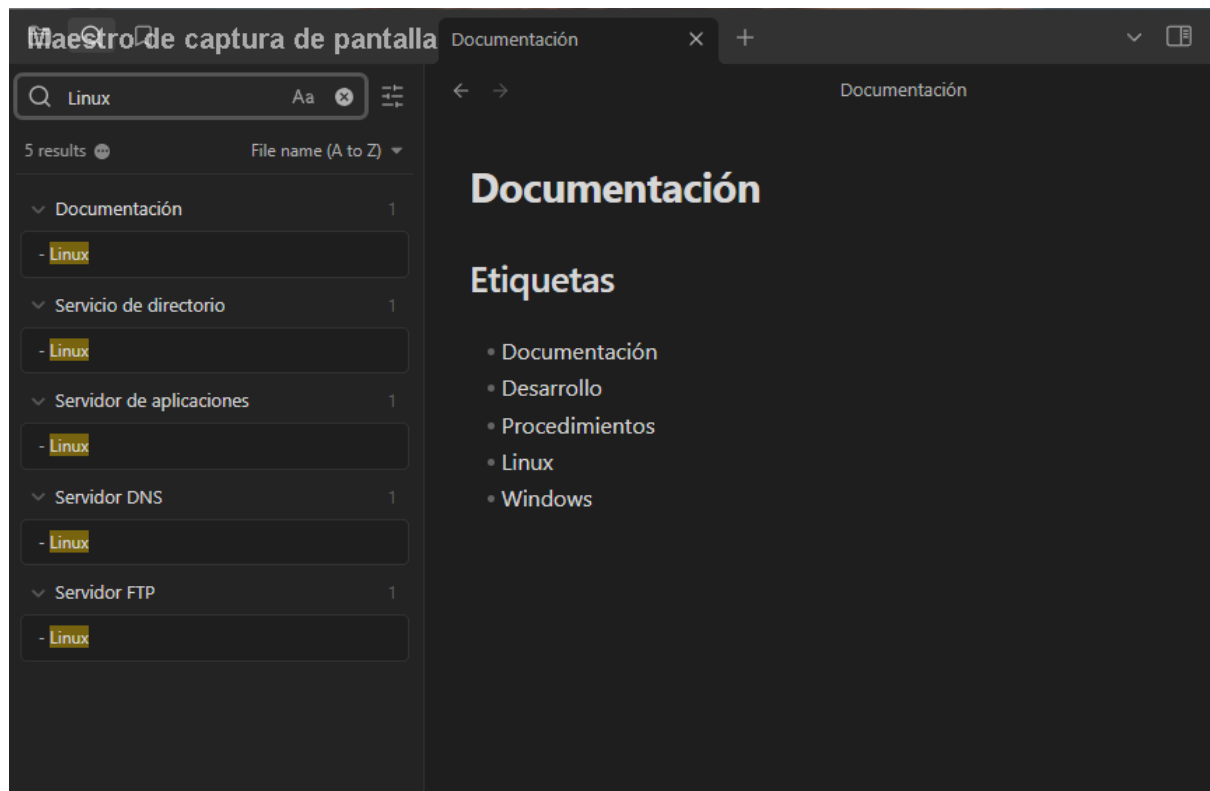 Maestro de captura de pantalla
Documentación
Linux
Aa
5 results
File name (A to Z)
Documentación 1
- Linux
Servicio de directorio 1
- Linux
Servidor de aplicaciones 1
- Linux
Servidor DNS 1
- Linux
Servidor FTP 1
- Linux
Documentación
Documentación
Etiquetas
• Documentación
• Desarrollo
• Procedimientos
• Linux
• Windows